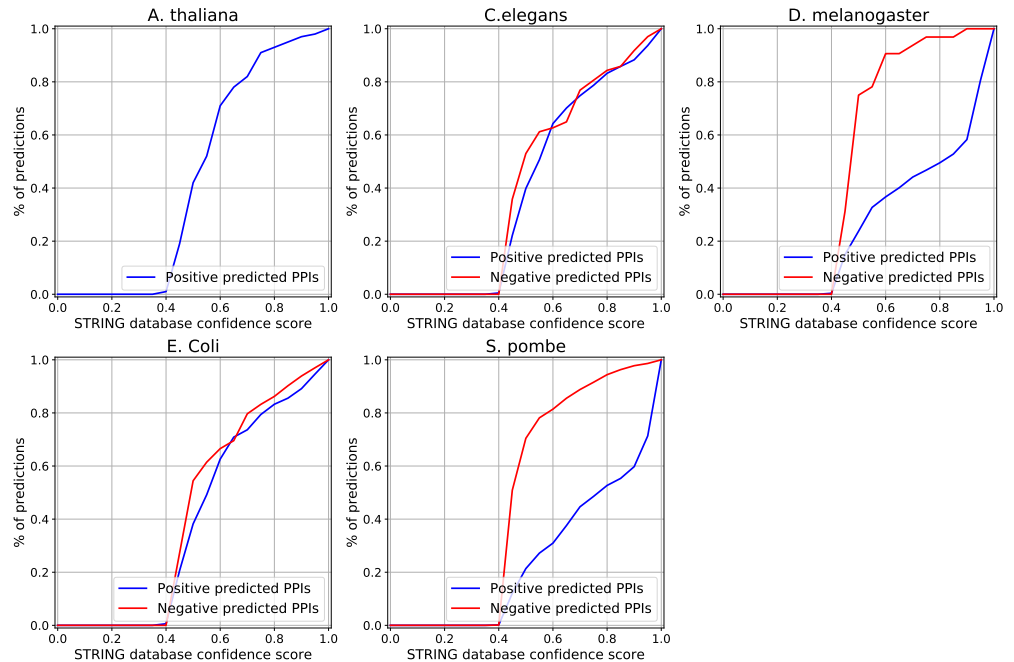 A. thaliana
1.0
0.8
0.6
0.4
0.2
0.0
% of predictions
Positive predicted PPIs
0.0 0.2 0.4 0.6 0.8 1.0
STRING database confidence score
C.elegans
1.0
0.8
0.6
0.4
0.2
0.0
% of predictions
Positive predicted PPIs
Negative predicted PPIs
0.0 0.2 0.4 0.6 0.8 1.0
STRING database confidence score
D. melanogaster
1.0
0.8
0.6
0.4
0.2
0.0
% of predictions
Positive predicted PPIs
Negative predicted PPIs
0.0 0.2 0.4 0.6 0.8 1.0
STRING database confidence score
E. Coli
1.0
0.8
0.6
0.4
0.2
0.0
% of predictions
Positive predicted PPIs
Negative predicted PPIs
0.0 0.2 0.4 0.6 0.8 1.0
STRING database confidence score
S. pombe
1.0
0.8
0.6
0.4
0.2
0.0
% of predictions
Positive predicted PPIs
Negative predicted PPIs
0.0 0.2 0.4 0.6 0.8 1.0
STRING database confidence score